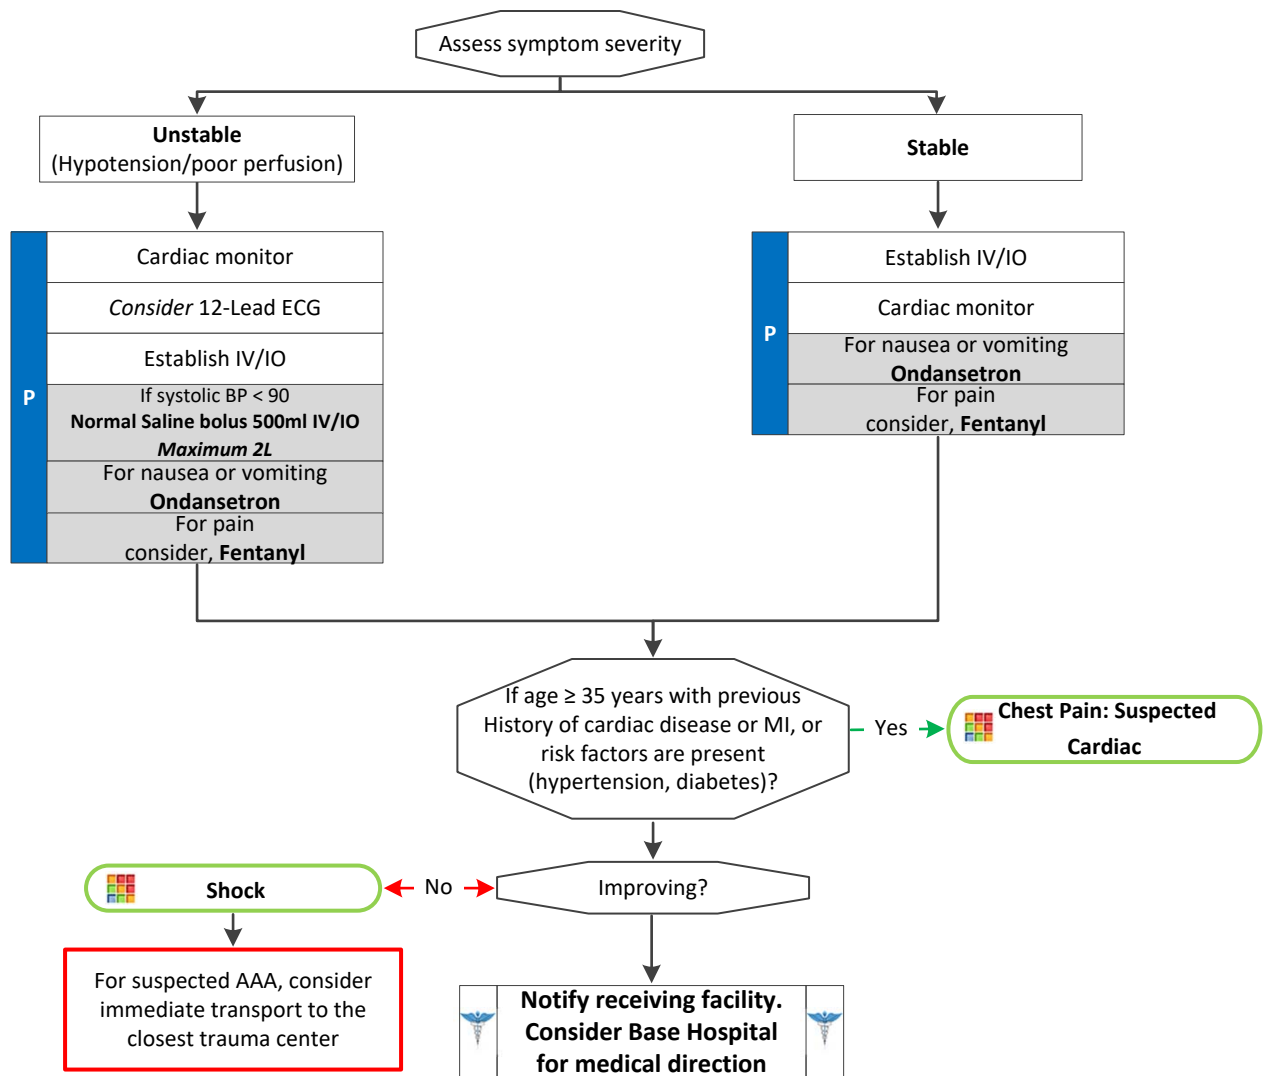 Assess symptom severity
Unstable
(Hypotension/poor perfusion)
Stable
P
Cardiac monitor
Consider 12-Lead ECG
Establish IV/IO
If systolic BP < 90
Normal Saline bolus 500ml IV/IO
Maximum 2L
For nausea or vomiting
Ondansetron
For pain
consider, Fentanyl
P
Establish IV/IO
Cardiac monitor
For nausea or vomiting
Ondansetron
For pain
consider, Fentanyl
If age ≥ 35 years with previous
History of cardiac disease or MI, or
risk factors are present
(hypertension, diabetes)?
Yes
Chest Pain: Suspected
Cardiac
Improving?
No
Shock
For suspected AAA, consider
immediate transport to the
closest trauma center
Notify receiving facility.
Consider Base Hospital
for medical direction